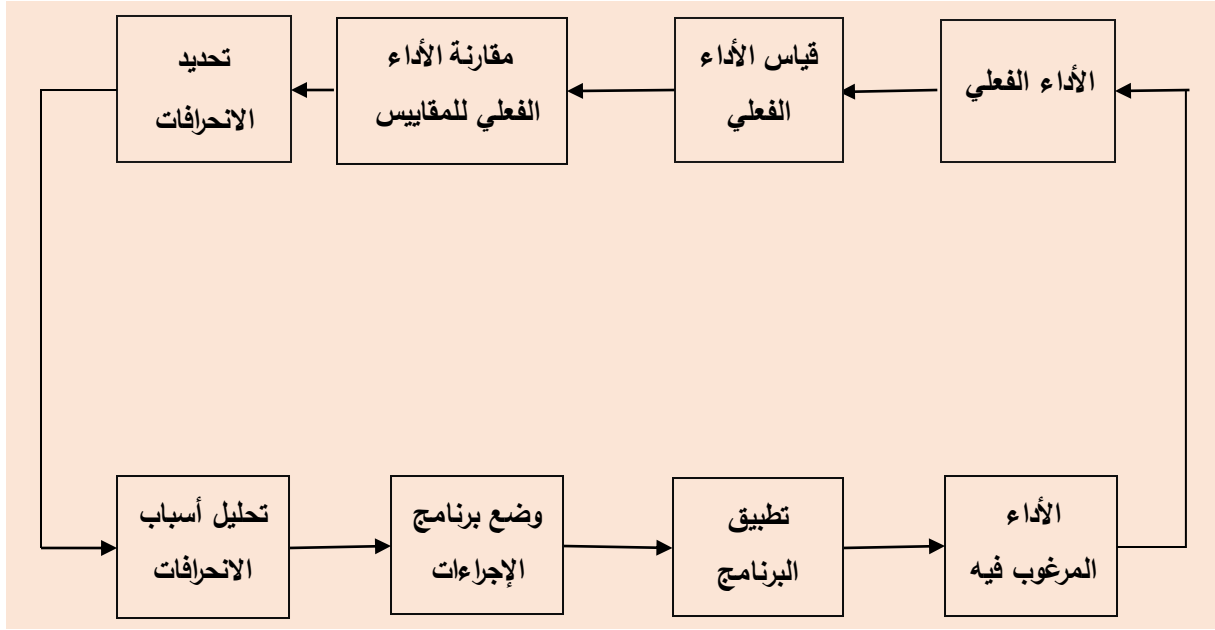 الأداء الفعلي
قياس الأداء
الفعلي
مقارنة الأداء
الفعلي للمقاييس
تحديد
الانحرافات
تحليل أسباب
الانحرافات
وضع برنامج
الإجراءات
تطبيق
البرنامج
الأداء
المرغوب فيه